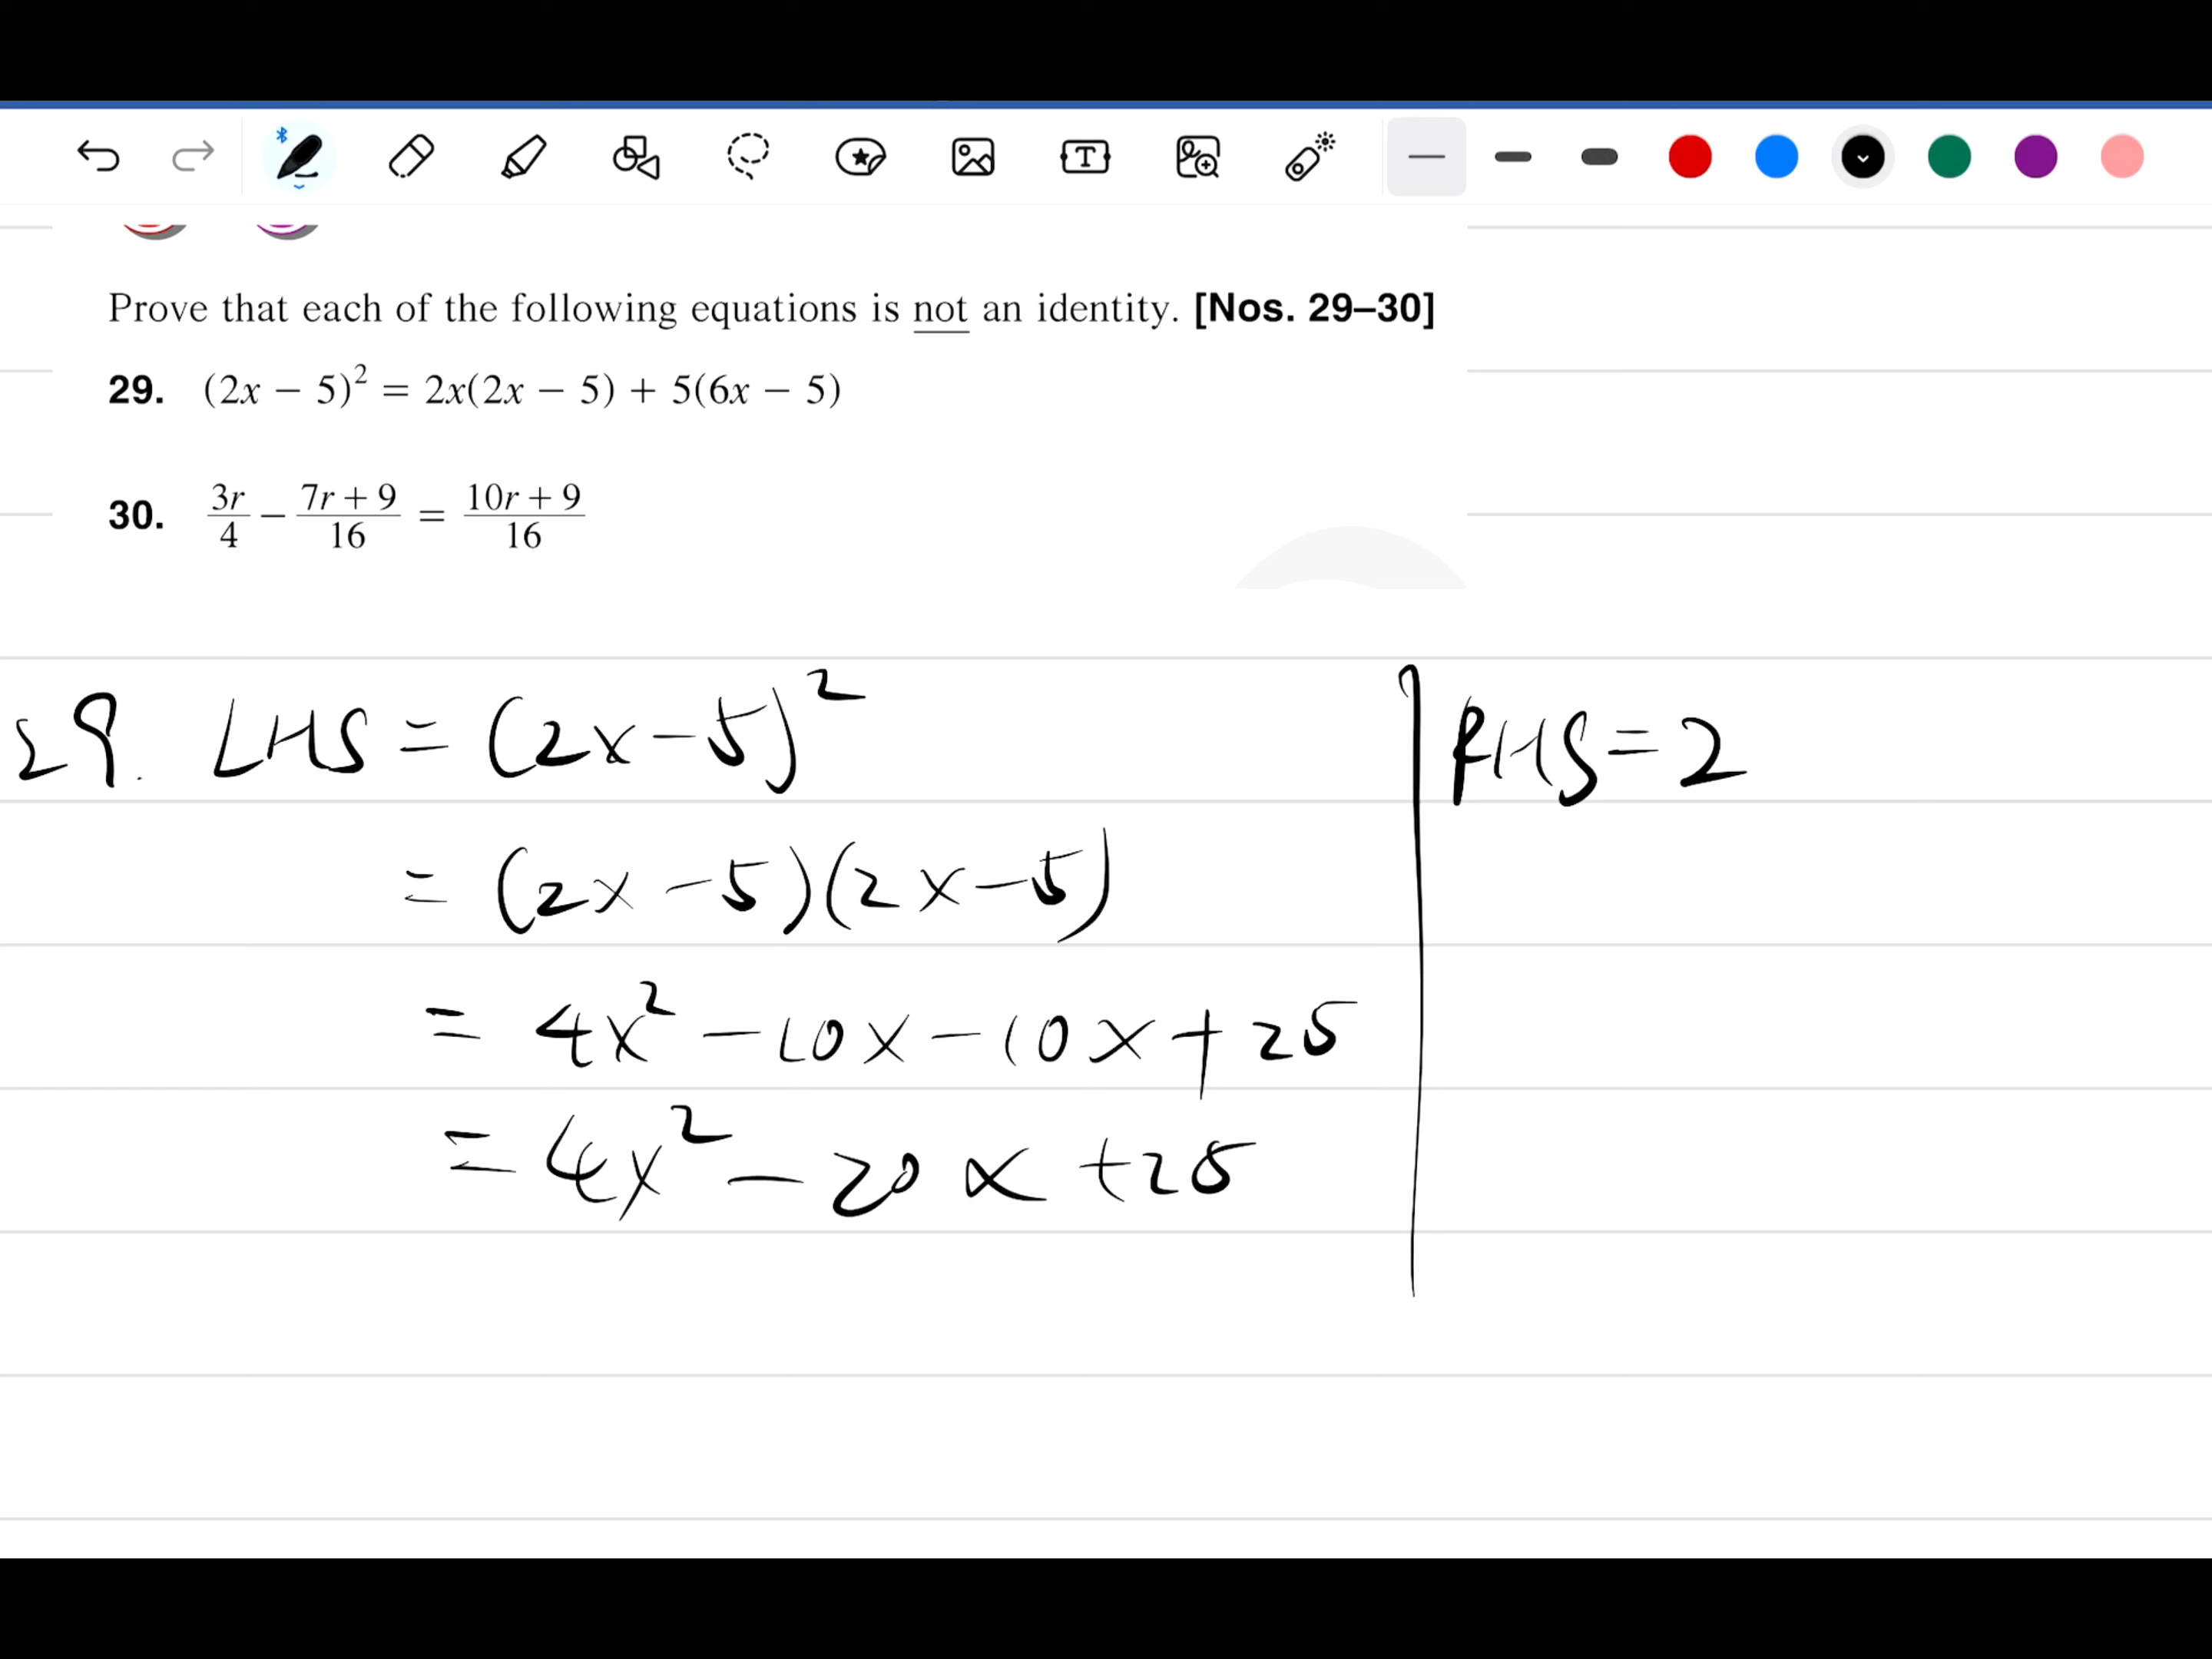 Prove that each of the following equations is not an identity. [Nos. 29–30]
29. (2x − 5)² = 2x(2x − 5) + 5(6x − 5)
30. 3r/4 − (7r + 9)/16 = (10r + 9)/16
29. LHS = (2x-5)²
= (2x-5)(2x-5)
= 4x² - 10x - 10x + 25
= 4x² - 20x + 25
RHS = 2